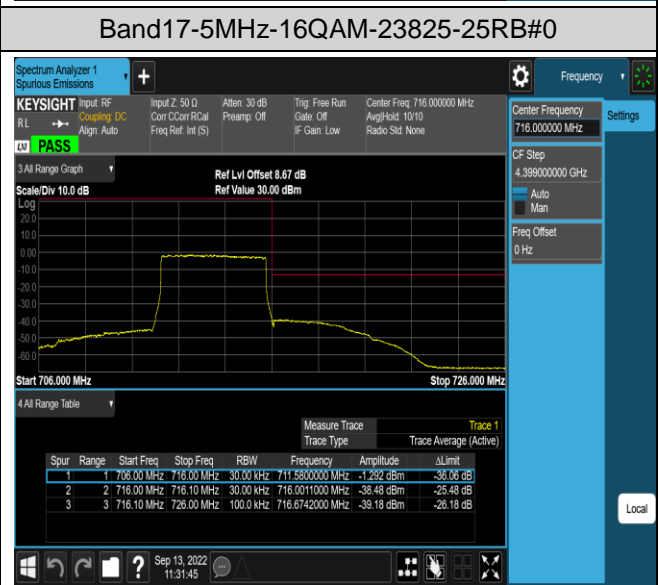 Band17-5MHz-16QAM-23825-25RB#0
Spectrum Analyzer 1
Spurious Emissions
Frequency
KEYSIGHT Input: RF Input Z: 50 Ω Atten: 30 dB Trig: Free Run Center Freq: 716.000000 MHz
RL Coupling: DC Corr CCorr RCal Preamp: Off Gate: Off Avg|Hold: 10/10
Align: Auto Freq Ref: Int (S) IF Gain: Low Radio Std: None
LXI PASS
Center Frequency
716.000000 MHz
Settings
CF Step
4.399000000 GHz
Auto
Man
Freq Offset
0 Hz
3 All Range Graph
Ref Lvl Offset 8.67 dB
Scale/Div 10.0 dB Ref Value 30.00 dBm
Log
20.0
10.0
0.00
-10.0
-20.0
-30.0
-40.0
-50.0
-60.0
Start 706.000 MHz Stop 726.000 MHz
4 All Range Table
Measure Trace Trace 1
Trace Type Trace Average (Active)
Spur Range Start Freq Stop Freq RBW Frequency Amplitude ΔLimit
1 1 706.00 MHz 716.00 MHz 30.00 kHz 711.5800000 MHz -1.292 dBm -36.06 dB
2 2 716.00 MHz 716.10 MHz 30.00 kHz 716.0011000 MHz -38.48 dBm -25.48 dB
3 3 716.10 MHz 726.00 MHz 100.0 kHz 716.6742000 MHz -39.18 dBm -26.18 dB
Local
Sep 13, 2022
11:31:45